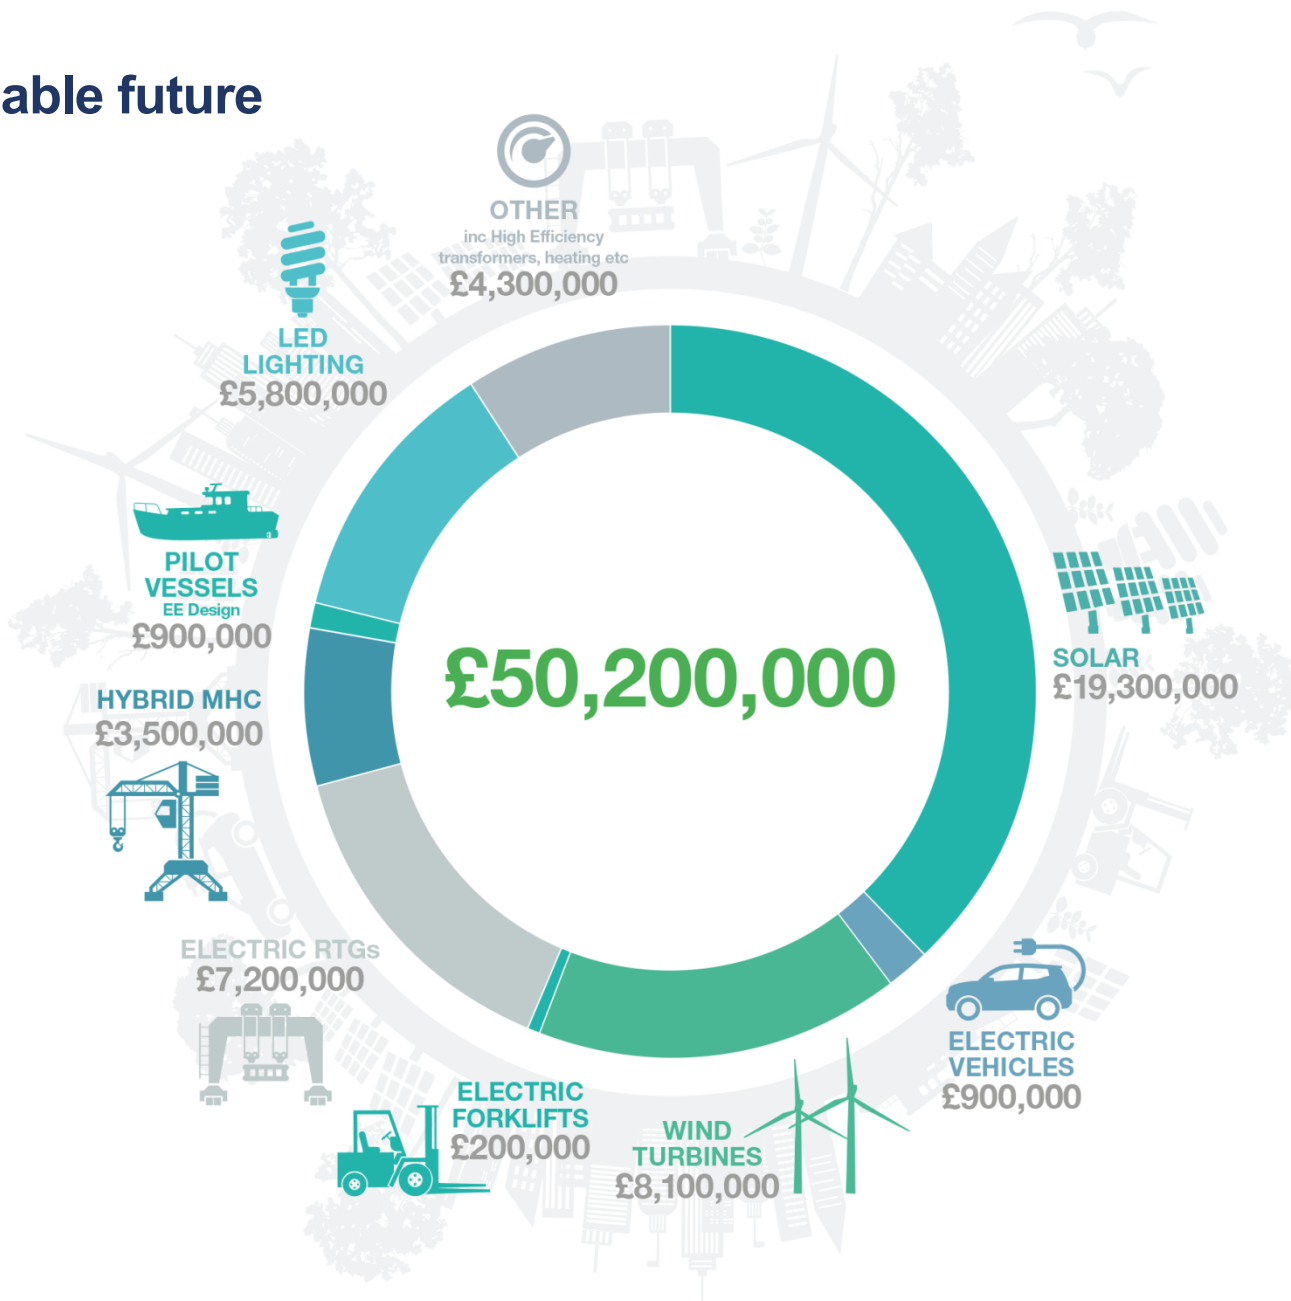 able future
OTHER
inc High Efficiency
transformers, heating etc
£4,300,000
LED
LIGHTING
£5,800,000
PILOT
VESSELS
EE Design
£900,000
£50,200,000
SOLAR
£19,300,000
HYBRID MHC
£3,500,000
ELECTRIC RTGs
£7,200,000
ELECTRIC
VEHICLES
£900,000
ELECTRIC
FORKLIFTS
£200,000
WIND
TURBINES
£8,100,000